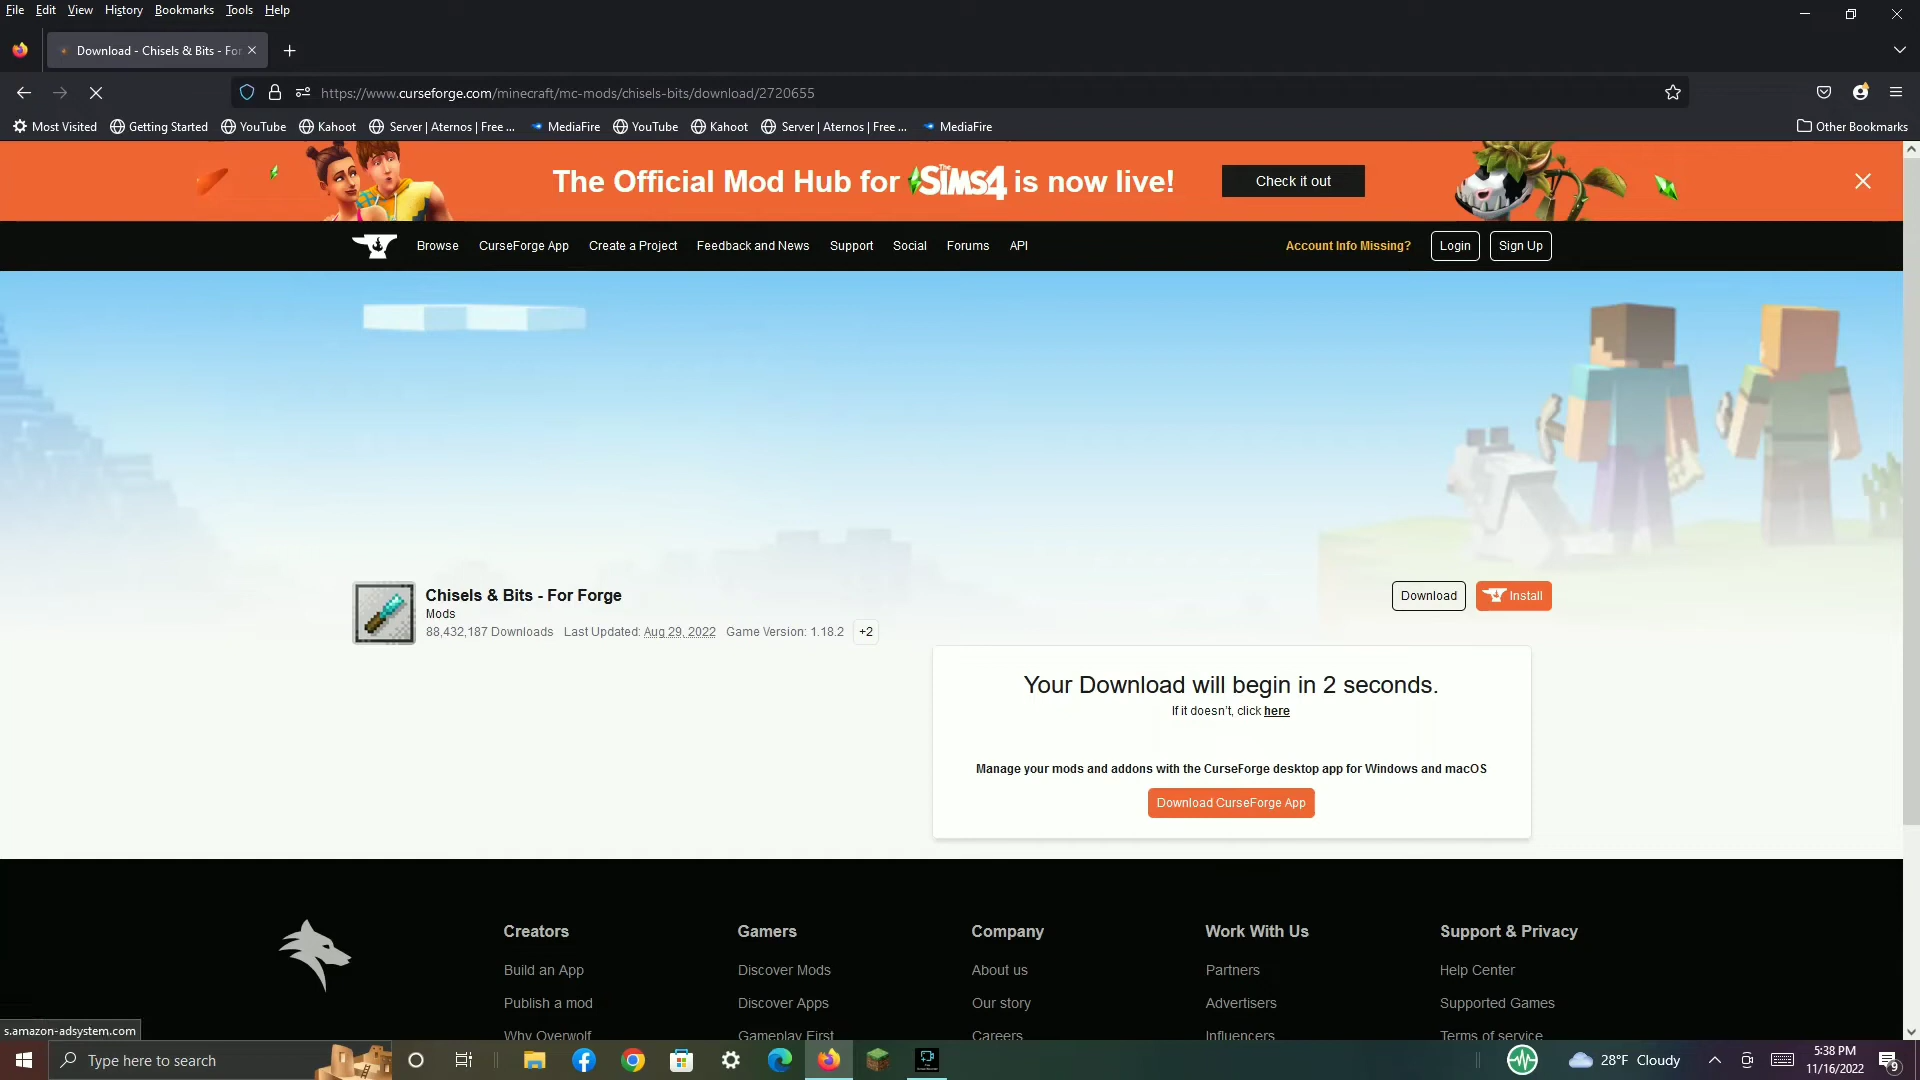 File Edit View History Bookmarks Tools Help
Download - Chisels & Bits - For
https://www.curseforge.com/minecraft/mc-mods/chisels-bits/download/2720655
Most Visited Getting Started YouTube Kahoot Server | Aternos | Free ... MediaFire YouTube Kahoot Server | Aternos | Free ... MediaFire Other Bookmarks
The Official Mod Hub for The SiMS4 is now live! Check it out
Browse CurseForge App Create a Project Feedback and News Support Social Forums API Account Info Missing? Login Sign Up
Chisels & Bits - For Forge
Mods
88,432,187 Downloads Last Updated: Aug 29, 2022 Game Version: 1.18.2 +2
Download Install
Your Download will begin in 2 seconds.
If it doesn't, click here
Manage your mods and addons with the CurseForge desktop app for Windows and macOS
Download CurseForge App
Creators Gamers Company Work With Us Support & Privacy
Build an App Discover Mods About us Partners Help Center
Publish a mod Discover Apps Our story Advertisers Supported Games
Why Overwolf Gameplay First Careers Influencers Terms of service
s.amazon-adsystem.com
Type here to search
28°F Cloudy
5:38 PM
11/16/2022
9